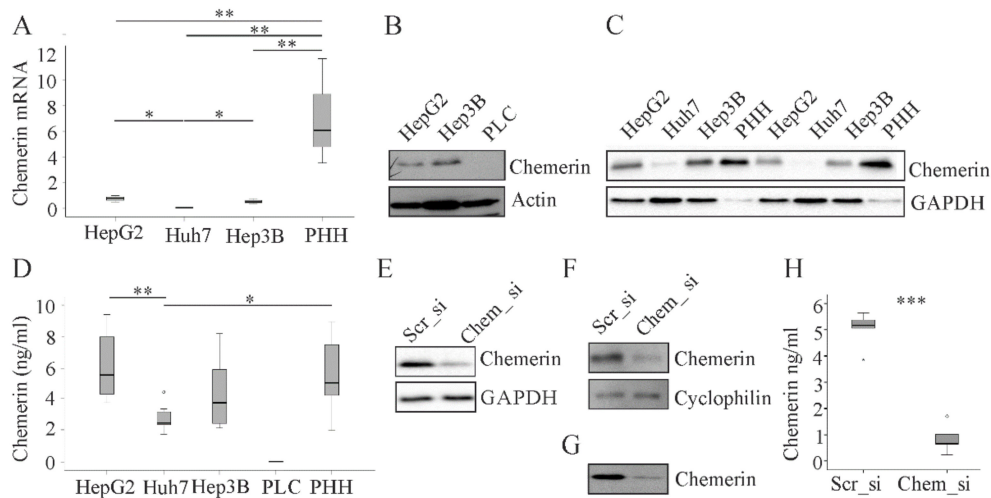 A
Chemerin mRNA
12
10
8
6
4
2
0
**
**
**
*
*
HepG2
Huh7
Hep3B
PHH
B
HepG2
Hep3B
PLC
Chemerin
Actin
C
HepG2
Huh7
Hep3B
PHH
HepG2
Huh7
Hep3B
PHH
Chemerin
GAPDH
D
Chemerin (ng/ml)
10
8
6
4
2
0
**
*
HepG2
Huh7
Hep3B
PLC
PHH
E
Scr_si
Chem_si
Chemerin
GAPDH
F
Scr_si
Chem_si
Chemerin
Cyclophilin
G
Chemerin
H
Chemerin ng/ml
6
5
4
3
2
1
0
***
Scr_si
Chem_si